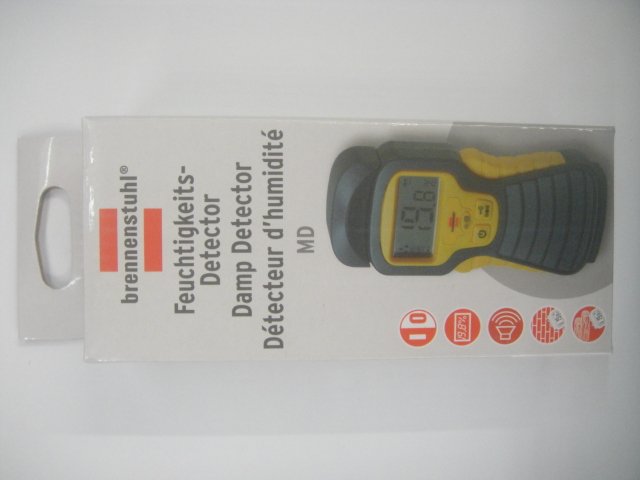 brennenstuhl®
Feuchtigkeits-
Detector
Damp Detector
Détecteur d'humidité
MD